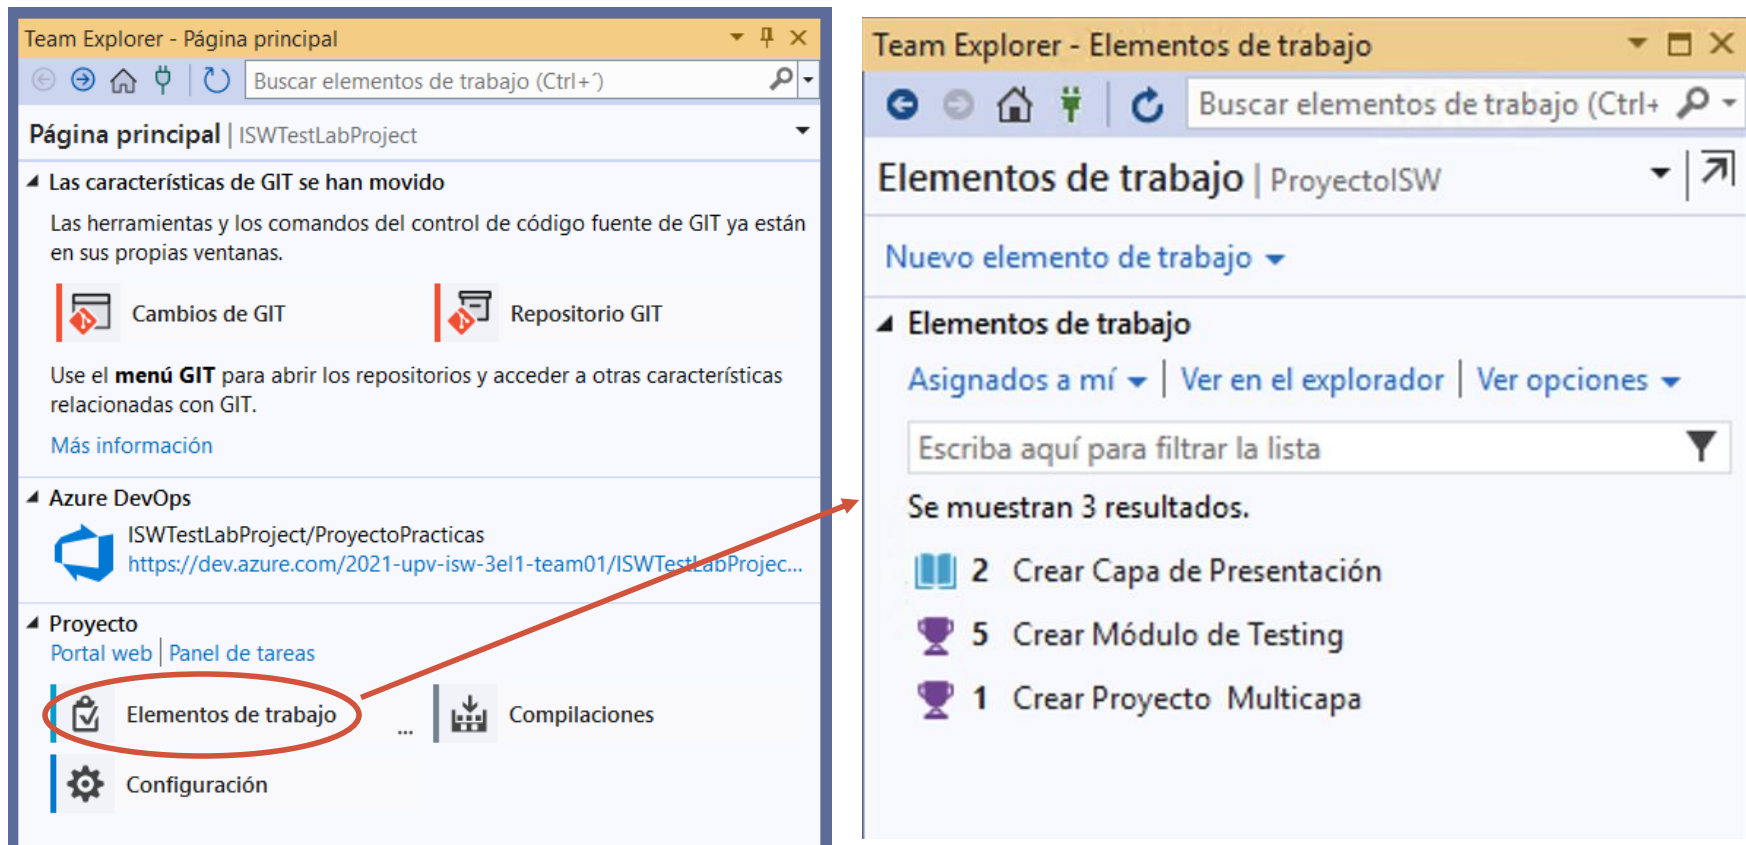 Team Explorer - Página principal
Buscar elementos de trabajo (Ctrl+´)
Página principal | ISWTestLabProject
Las características de GIT se han movido
Las herramientas y los comandos del control de código fuente de GIT ya están
en sus propias ventanas.
Cambios de GIT
Repositorio GIT
Use el menú GIT para abrir los repositorios y acceder a otras características
relacionadas con GIT.
Más información
Azure DevOps
ISWTestLabProject/ProyectoPracticas
https://dev.azure.com/2021-upv-isw-3el1-team01/ISWTestLabProjec...
Proyecto
Portal web | Panel de tareas
Elementos de trabajo
...
Compilaciones
Configuración
Team Explorer - Elementos de trabajo
Buscar elementos de trabajo (Ctrl+
Elementos de trabajo | ProyectoISW
Nuevo elemento de trabajo
Elementos de trabajo
Asignados a mí | Ver en el explorador | Ver opciones
Escriba aquí para filtrar la lista
Se muestran 3 resultados.
2 Crear Capa de Presentación
5 Crear Módulo de Testing
1 Crear Proyecto Multicapa